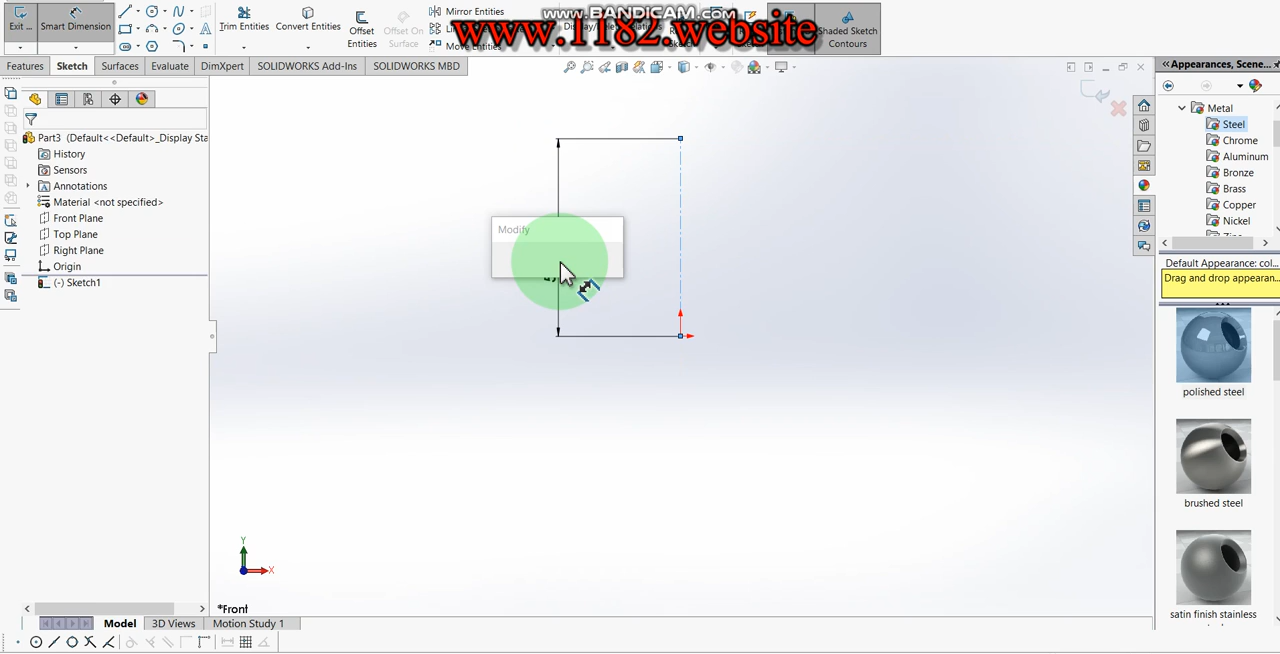 www.BANDICAM.com
www.1182.website
Exit ...
Smart Dimension
Trim Entities
Convert Entities
Offset
Entities
Offset On
Surface
Mirror Entities
Move Entities
Shaded Sketch
Contours
Features
Sketch
Surfaces
Evaluate
DimXpert
SOLIDWORKS Add-Ins
SOLIDWORKS MBD
Part3 (Default<<Default>_Display Sta
History
Sensors
Annotations
Material <not specified>
Front Plane
Top Plane
Right Plane
Origin
(-) Sketch1
Modify
Y
X
*Front
Model
3D Views
Motion Study 1
Appearances, Scene...
Metal
Steel
Chrome
Aluminum
Bronze
Brass
Copper
Nickel
Default Appearance: col...
Drag and drop appearan...
polished steel
brushed steel
satin finish stainless